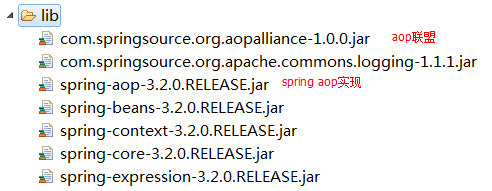 lib
com.springsource.org.aopalliance-1.0.0.jar aop联盟
com.springsource.org.apache.commons.logging-1.1.1.jar
spring-aop-3.2.0.RELEASE.jar spring aop实现
spring-beans-3.2.0.RELEASE.jar
spring-context-3.2.0.RELEASE.jar
spring-core-3.2.0.RELEASE.jar
spring-expression-3.2.0.RELEASE.jar